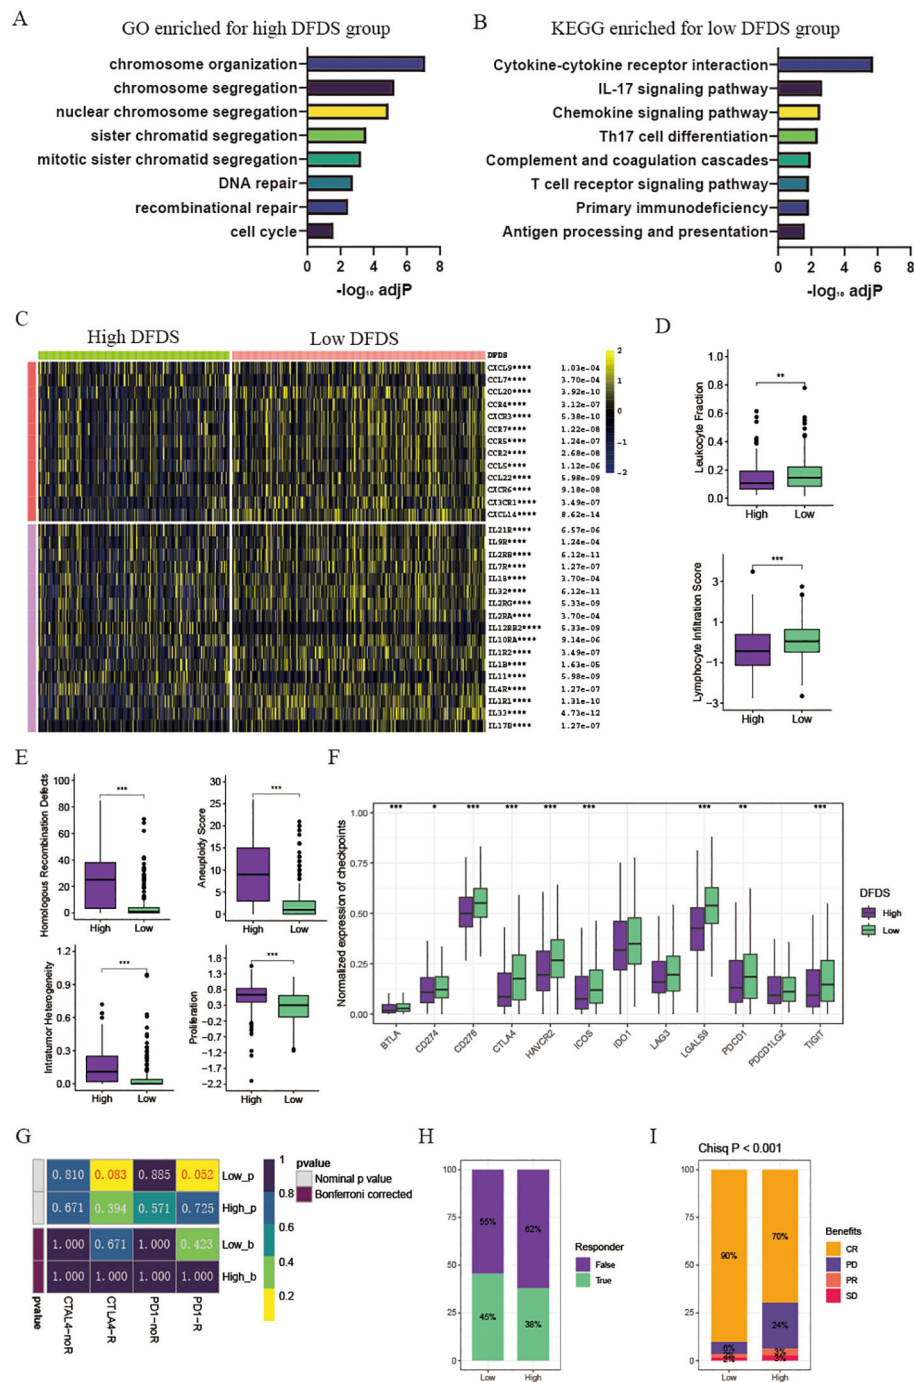 A
GO enriched for high DFDS group
chromosome organization
chromosome segregation
nuclear chromosome segregation
sister chromatid segregation
mitotic sister chromatid segregation
DNA repair
recombinational repair
cell cycle
0 2 4 6 8
-log₁₀ adjP
B
KEGG enriched for low DFDS group
Cytokine-cytokine receptor interaction
IL-17 signaling pathway
Chemokine signaling pathway
Th17 cell differentiation
Complement and coagulation cascades
T cell receptor signaling pathway
Primary immunodeficiency
Antigen processing and presentation
0 2 4 6 8
-log₁₀ adjP
C
High DFDS Low DFDS
DFDS
CXCL9**** 1.03e-04
CCL7**** 3.70e-04
CCL20**** 3.92e-10
CCR4**** 3.12e-07
CXCR3**** 5.38e-10
CCR7**** 1.22e-08
CCR5**** 1.24e-07
CCR2**** 2.68e-08
CCL5**** 1.12e-06
CCL22**** 5.98e-09
CXCR6**** 9.18e-08
CX3CR1**** 3.49e-07
CXCL14**** 8.62e-14
IL21R**** 6.57e-06
IL9R**** 1.24e-04
IL2RB**** 6.12e-11
IL7R**** 1.27e-07
IL18**** 3.70e-04
IL32**** 6.12e-11
IL2RG**** 5.33e-09
IL2RA**** 3.70e-04
IL12RB2**** 5.33e-09
IL10RA**** 9.14e-06
IL1R2**** 3.49e-07
IL1B**** 1.63e-05
IL11**** 5.98e-09
IL4R**** 1.27e-07
IL1R1**** 1.31e-10
IL33**** 4.73e-12
IL17B**** 1.27e-07
2
1
0
-1
-2
D
Leukocyte Fraction
1.0
0.8
0.6
0.4
0.2
0.0
**
High Low
Lymphocyte Infiltration Score
3
1
-1
-3
***
High Low
E
Homologous Recombination Defects
100
80
60
40
20
0
***
High Low
Aneuploidy Score
30
25
20
15
10
5
0
***
High Low
Intratumor Heterogeneity
1.2
0.9
0.6
0.3
0.0
***
High Low
Proliferation
1.8
1.3
0.8
0.3
-0.2
-0.7
-1.2
-1.7
-2.2
***
High Low
F
Normalized expression of checkpoints
1.00
0.75
0.50
0.25
0.00
*** * *** *** *** *** *** ** ***
BTLA CD274 CD276 CTLA4 HAVCR2 ICOS IDO1 LAG3 LGALS9 PDCD1 PDCD1LG2 TIGIT
DFDS
High
Low
G
0.810 0.083 0.885 0.052 Low_p
0.671 0.394 0.571 0.725 High_p
1.000 0.671 1.000 0.423 Low_b
1.000 1.000 1.000 1.000 High_b
pvalue CTAL4-noR CTLA4-R PD1-noR PD1-R
1
0.8
0.6
0.4
0.2
pvalue
Nominal p value
Bonferroni corrected
H
100
75
50
25
0
55% 62%
45% 38%
Low High
Responder
False
True
I
Chisq P < 0.001
100
75
50
25
0
90% 70%
6% 24%
3%
2% 3%
Low High
Benefits
CR
PD
PR
SD